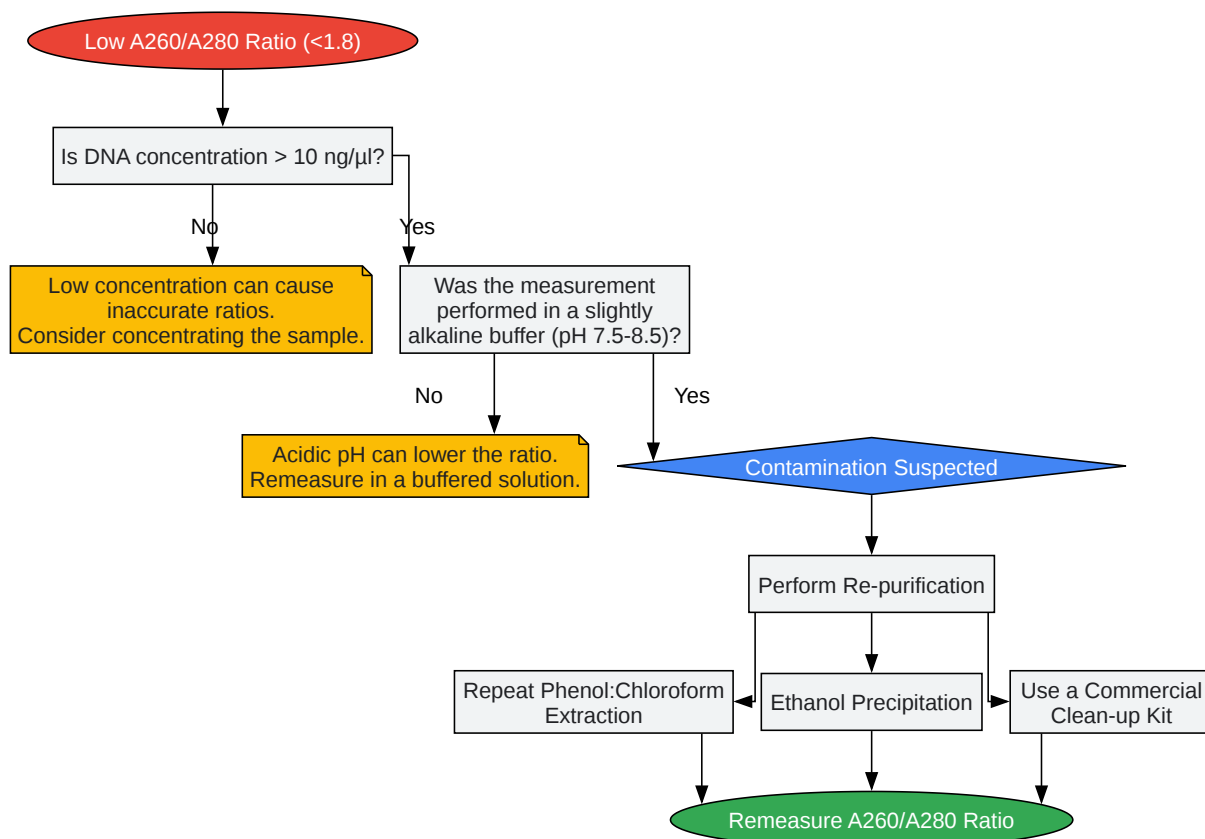 Low A260/A280 Ratio (<1.8)
Is DNA concentration > 10 ng/µl?
No
Yes
Low concentration can cause
inaccurate ratios.
Consider concentrating the sample.
Was the measurement
performed in a slightly
alkaline buffer (pH 7.5-8.5)?
No
Yes
Acidic pH can lower the ratio.
Remeasure in a buffered solution.
Contamination Suspected
Perform Re-purification
Repeat Phenol:Chloroform
Extraction
Ethanol Precipitation
Use a Commercial
Clean-up Kit
Remeasure A260/A280 Ratio